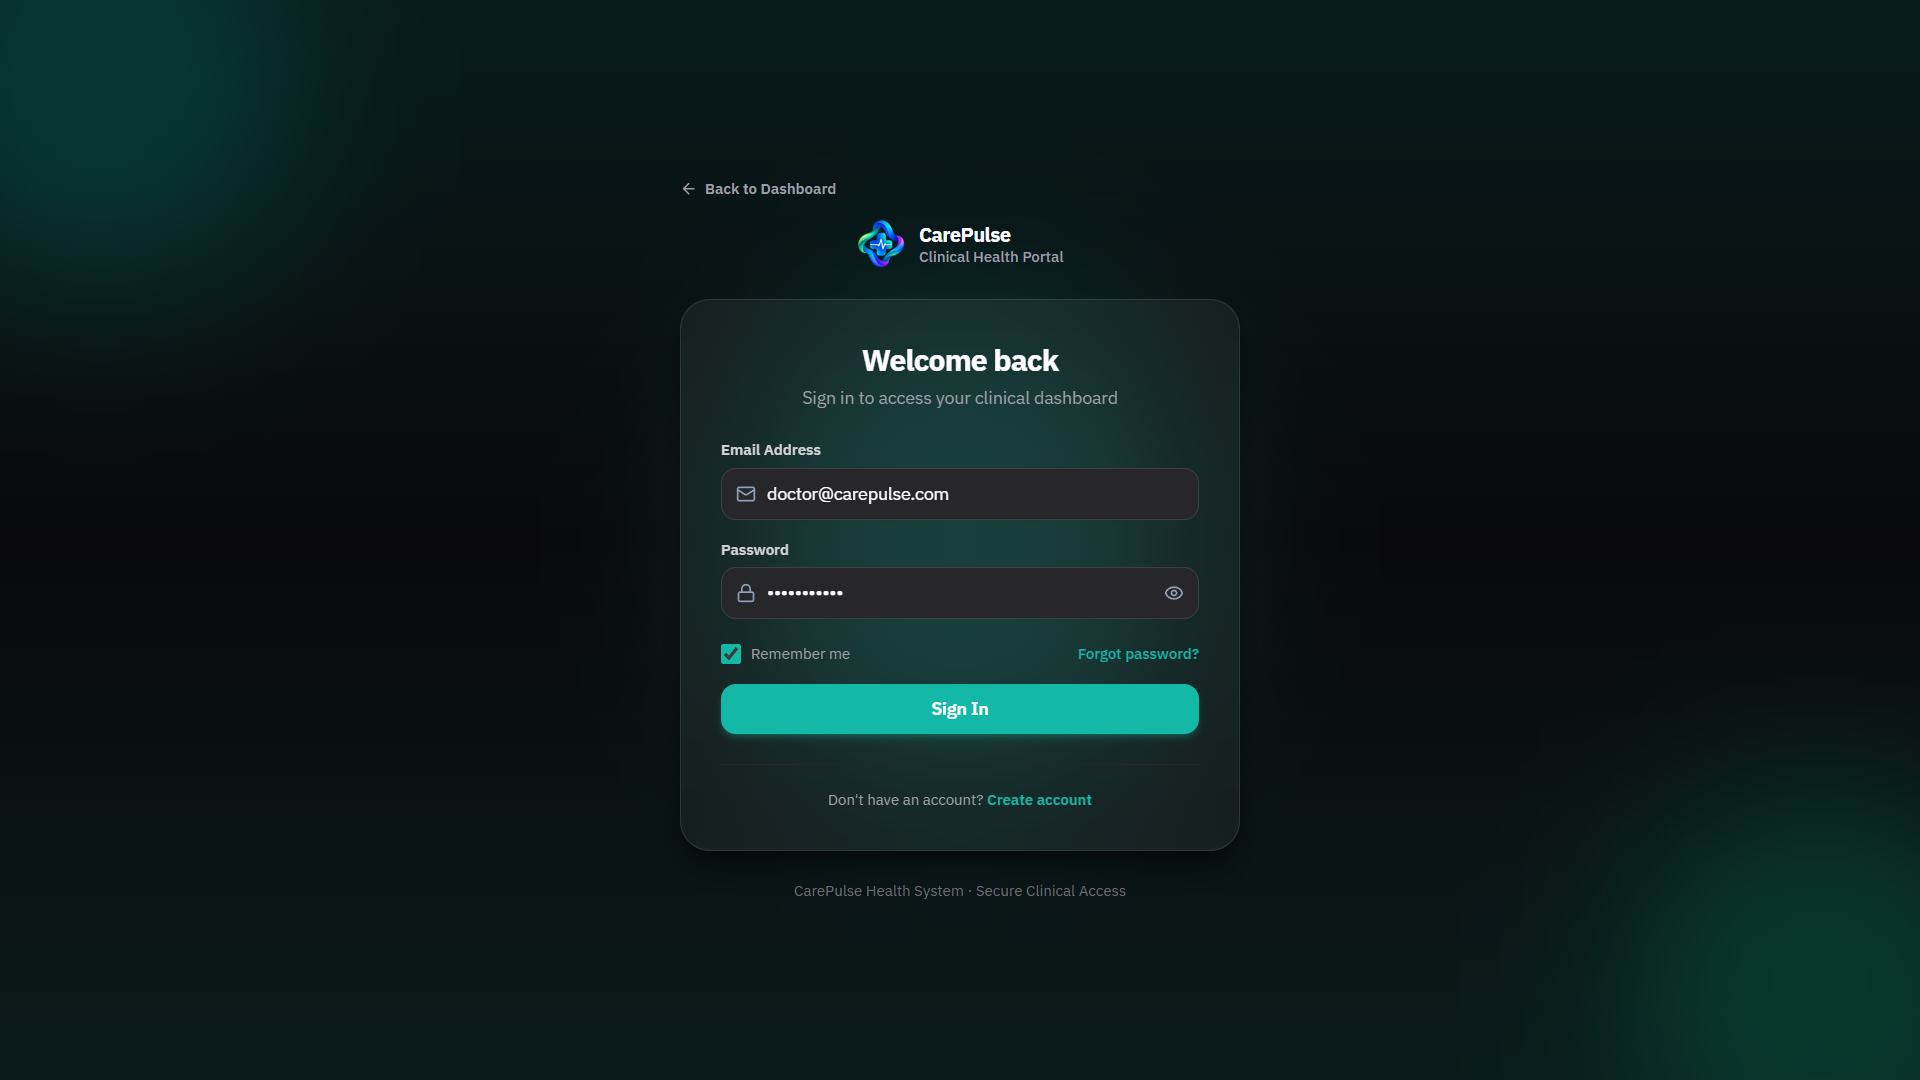 Back to Dashboard
CarePulse
Clinical Health Portal
Welcome back
Sign in to access your clinical dashboard
Email Address
doctor@carepulse.com
Password
•••••••••••
Remember me
Forgot password?
Sign In
Don't have an account? Create account
CarePulse Health System · Secure Clinical Access